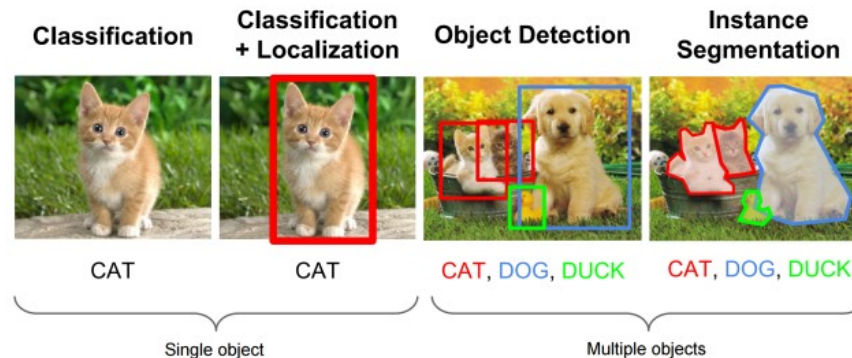 Classification
Classification
+ Localization
Object Detection
Instance
Segmentation
CAT
CAT
CAT, DOG, DUCK
CAT, DOG, DUCK
Single object
Multiple objects